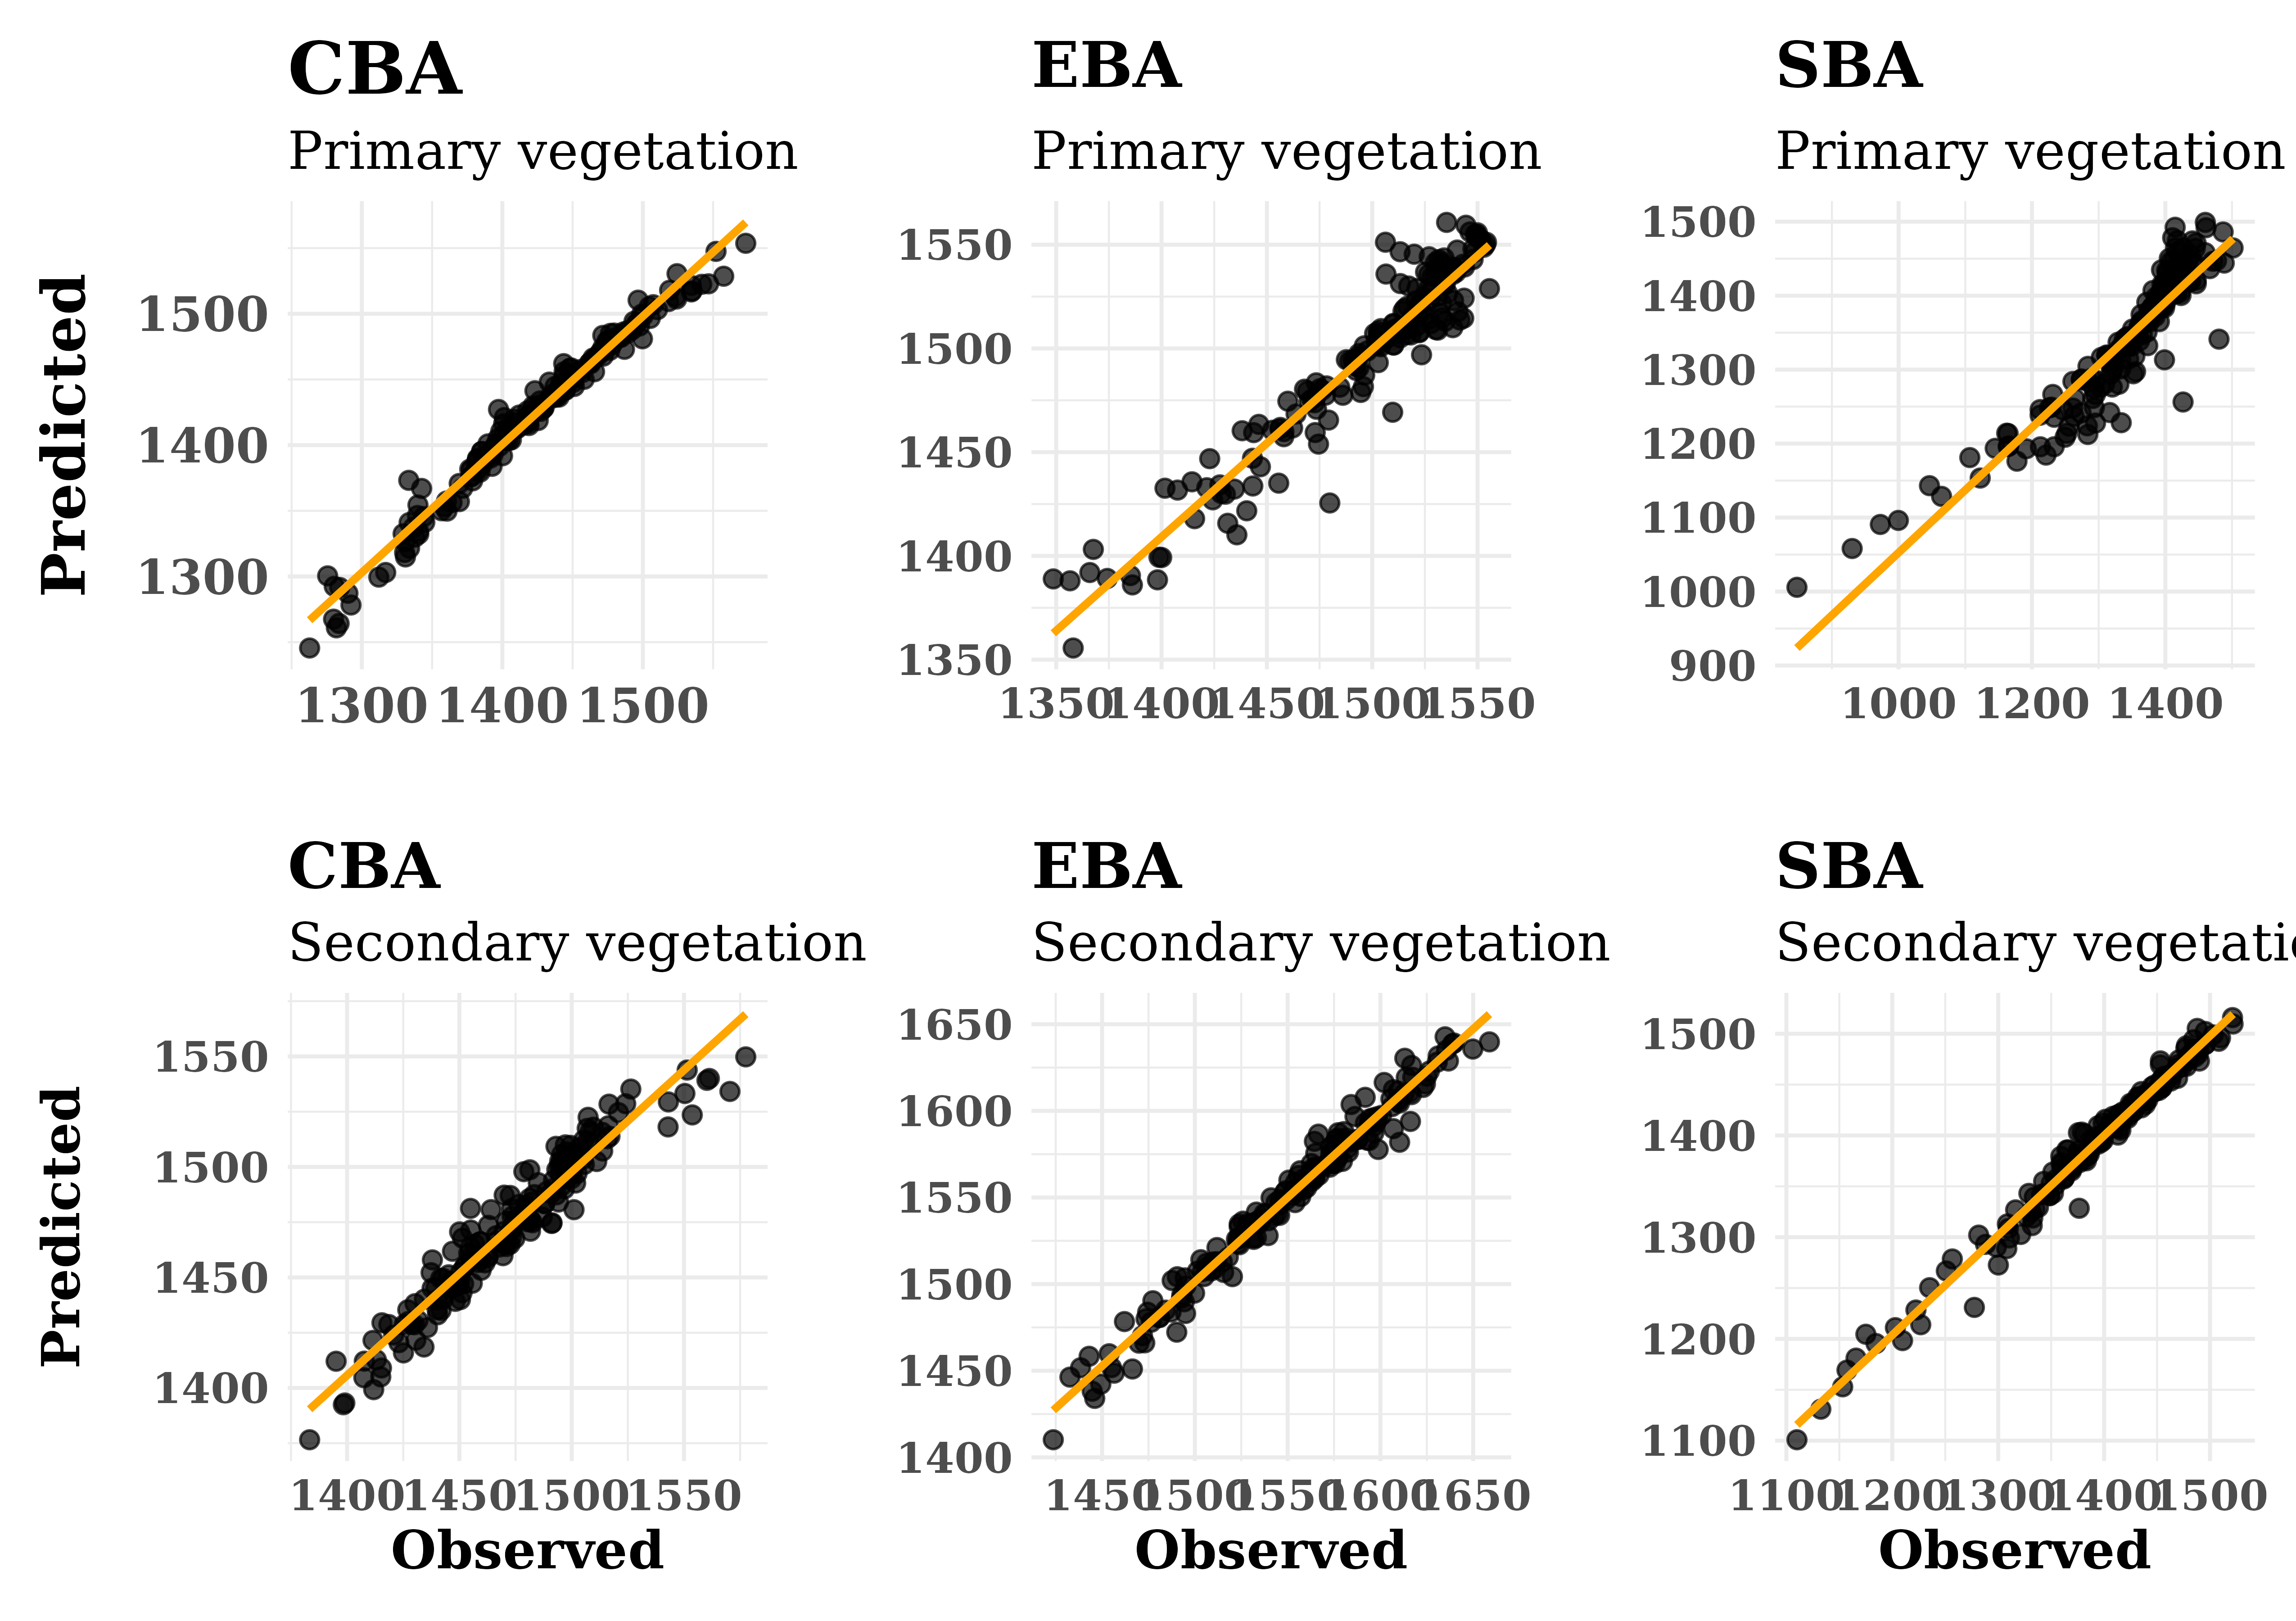 CBA
EBA
SBA
Primary vegetation
Primary vegetation
Primary vegetation
Predicted
1500
1400
1300
1300 1400 1500
1550
1500
1450
1400
1350
1350 1400 1450 1500 1550
1500
1400
1300
1200
1100
1000
900
1000 1200 1400
CBA
EBA
SBA
Secondary vegetation
Secondary vegetation
Secondary vegetati
Predicted
1550
1500
1450
1400
1400 1450 1500 1550
Observed
1650
1600
1550
1500
1450
1400
1450 1500 1550 1600 1650
Observed
1500
1400
1300
1200
1100
1100 1200 1300 1400 1500
Observed